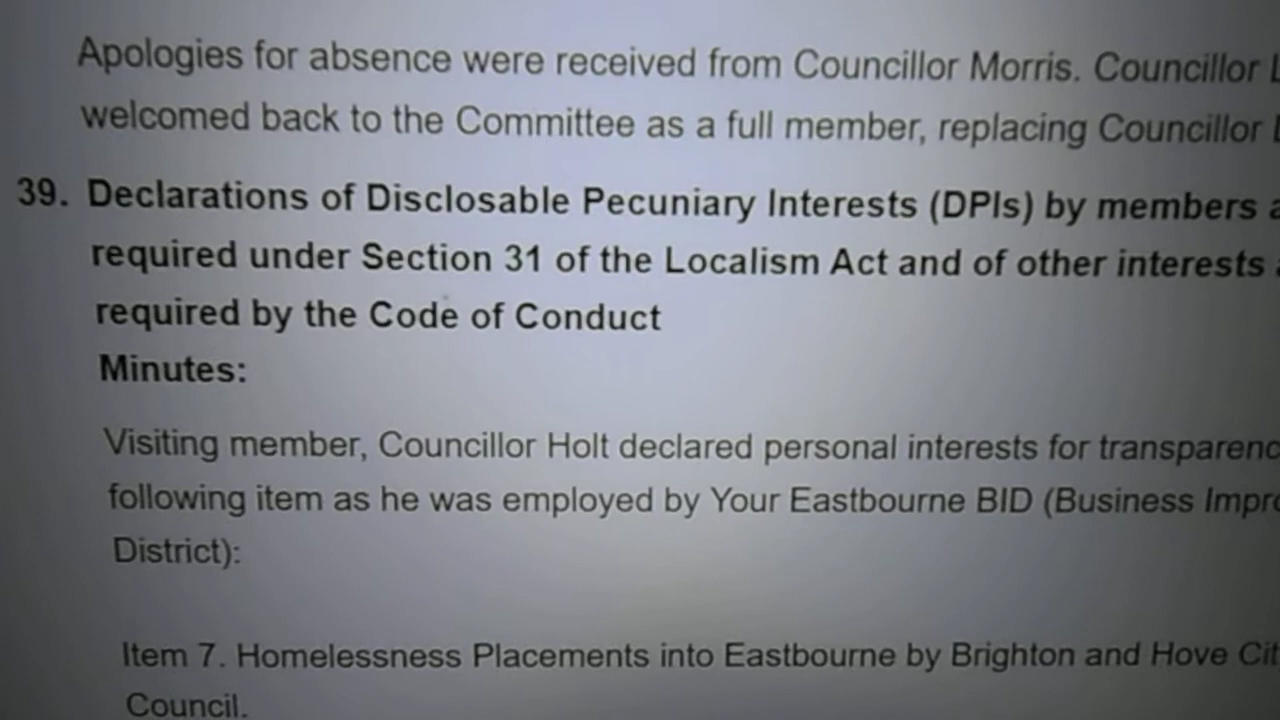 Apologies for absence were received from Councillor Morris. Councillor
welcomed back to the Committee as a full member, replacing Councillor
39. Declarations of Disclosable Pecuniary Interests (DPIs) by members
required under Section 31 of the Localism Act and of other interests
required by the Code of Conduct
Minutes:
Visiting member, Councillor Holt declared personal interests for transparenc
following item as he was employed by Your Eastbourne BID (Business Impro
District):
Item 7. Homelessness Placements into Eastbourne by Brighton and Hove Cit
Council.